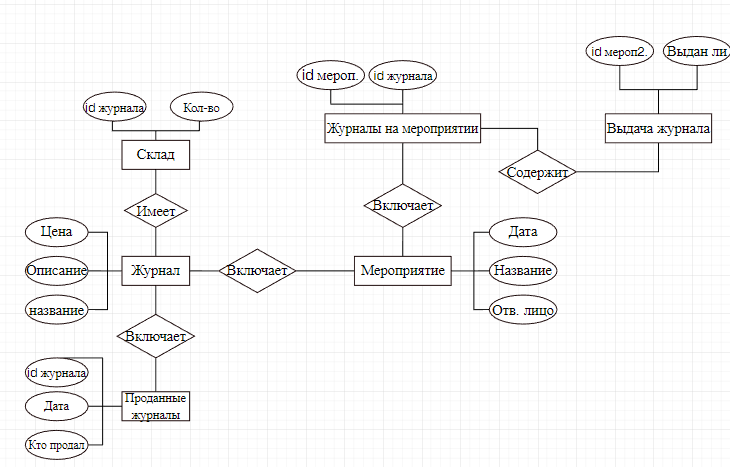 id мероп.
id журнала
id мероп2.
Выдан ли
id журнала
Кол-во
Журналы на мероприятии
Выдача журнала
Склад
Содержит
Имеет
Включает
Цена
Дата
Описание
Журнал
Включает
Мероприятие
Название
название
Отв. лицо
Включает
id журнала
Дата
Проданные
журналы
Кто продал